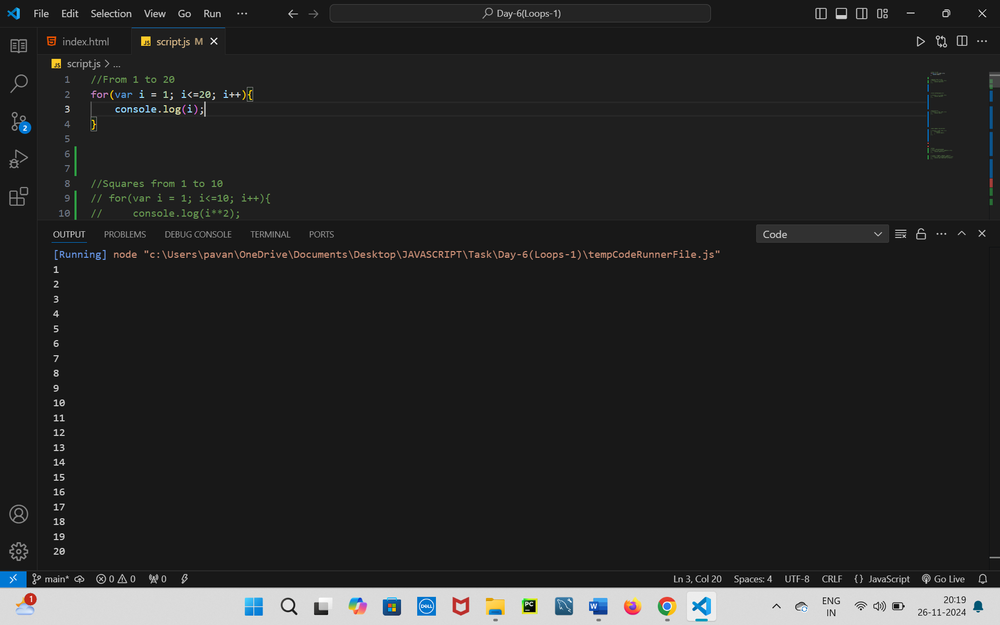 File Edit Selection View Go Run ··· Day-6(Loops-1)
index.html script.js M
JS script.js > ...
1 //From 1 to 20
2 for(var i = 1; i<=20; i++){
3 console.log(i);
4 }
5
6
7
8 //Squares from 1 to 10
9 // for(var i = 1; i<=10; i++){
10 // console.log(i**2);
2
OUTPUT PROBLEMS DEBUG CONSOLE TERMINAL PORTS Code
[Running] node "c:\Users\pavan\OneDrive\Documents\Desktop\JAVASCRIPT\Task\Day-6(Loops-1)\tempCodeRunnerFile.js"
1
2
3
4
5
6
7
8
9
10
11
12
13
14
15
16
17
18
19
20
main* 0 0 0 Ln 3, Col 20 Spaces: 4 UTF-8 CRLF {} JavaScript Go Live
1 DELL PC W ENG 20:19
IN 26-11-2024